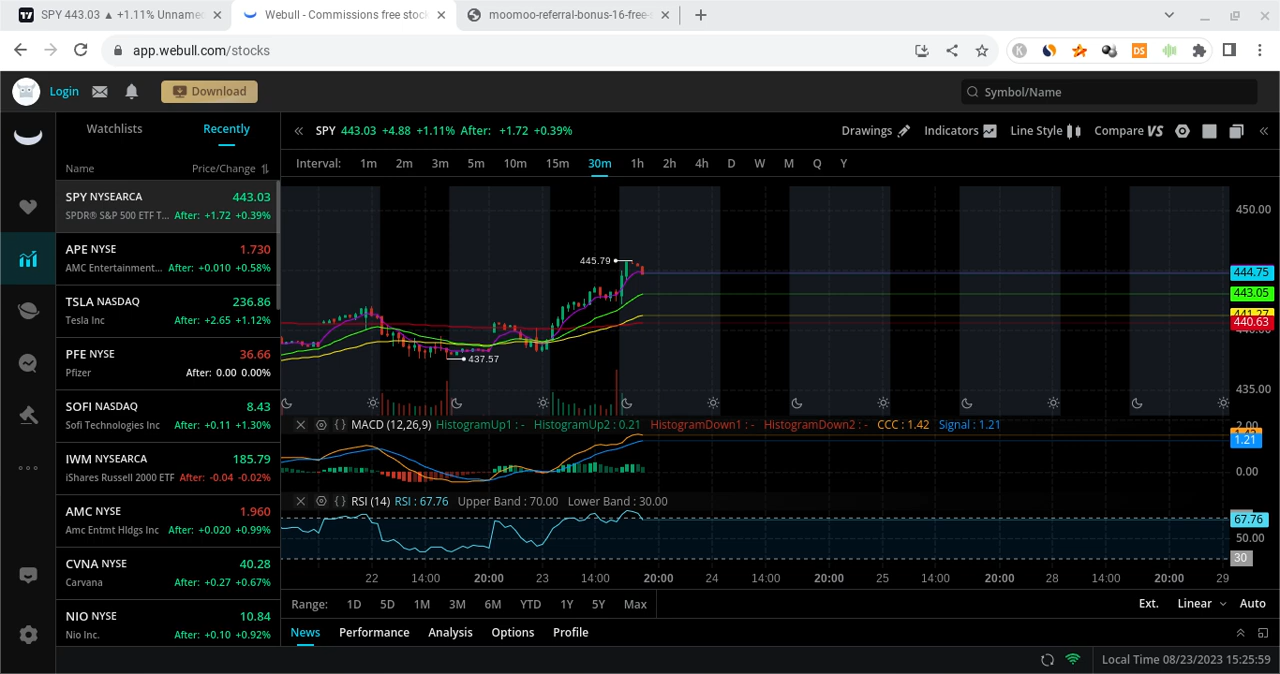 SPY 443.03 ▲ +1.11% Unname
Webull - Commissions free stoc
moomoo-referral-bonus-16-free-
app.webull.com/stocks
Login
Download
Symbol/Name
Watchlists Recently
Name Price/Change
SPY NYSEARCA 443.03
SPDR® S&P 500 ETF T... After: +1.72 +0.39%
APE NYSE 1.730
AMC Entertainment... After: +0.010 +0.58%
TSLA NASDAQ 236.86
Tesla Inc After: +2.65 +1.12%
PFE NYSE 36.66
Pfizer After: 0.00 0.00%
SOFI NASDAQ 8.43
Sofi Technologies Inc After: +0.11 +1.30%
IWM NYSEARCA 185.79
iShares Russell 2000 ETF After: -0.04 -0.02%
AMC NYSE 1.960
Amc Entmt Hldgs Inc After: +0.020 +0.99%
CVNA NYSE 40.28
Carvana After: +0.27 +0.67%
NIO NYSE 10.84
Nio Inc. After: +0.10 +0.92%
SPY 443.03 +4.88 +1.11% After: +1.72 +0.39%
Drawings Indicators Line Style Compare VS
Interval: 1m 2m 3m 5m 10m 15m 30m 1h 2h 4h D W M Q Y
450.00
445.79
444.75
443.05
441.27
440.63
440.00
437.57
435.00
MACD (12,26,9) HistogramUp1 : - HistogramUp2 : 0.21 HistogramDown1 : - HistogramDown2 : - CCC : 1.42 Signal : 1.21
2.00
1.42
1.21
0.00
RSI (14) RSI : 67.76 Upper Band : 70.00 Lower Band : 30.00
67.76
50.00
30
22 14:00 20:00 23 14:00 20:00 24 14:00 20:00 25 14:00 20:00 28 14:00 20:00 29
Range: 1D 5D 1M 3M 6M YTD 1Y 5Y Max
Ext. Linear Auto
News Performance Analysis Options Profile
Local Time 08/23/2023 15:25:59